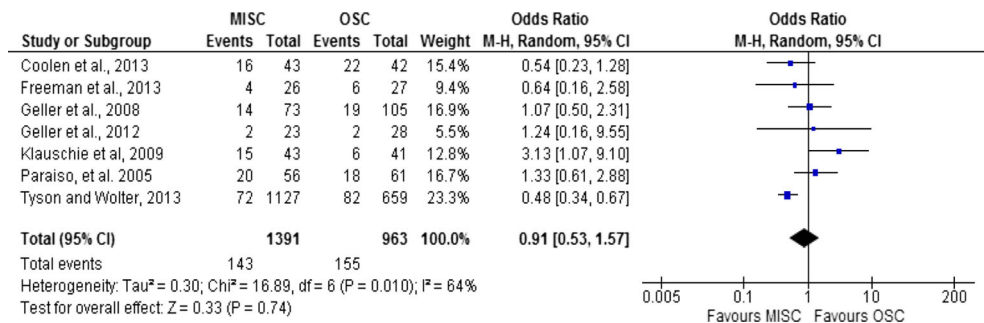 MISC OSC Odds Ratio Odds Ratio
Study or Subgroup Events Total Events Total Weight M-H, Random, 95% CI M-H, Random, 95% CI
Coolen et al., 2013 16 43 22 42 15.4% 0.54 [0.23, 1.28]
Freeman et al., 2013 4 26 6 27 9.4% 0.64 [0.16, 2.58]
Geller et al., 2008 14 73 19 105 16.9% 1.07 [0.50, 2.31]
Geller et al., 2012 2 23 2 28 5.5% 1.24 [0.16, 9.55]
Klauschie et al, 2009 15 43 6 41 12.8% 3.13 [1.07, 9.10]
Paraiso, et al. 2005 20 56 18 61 16.7% 1.33 [0.61, 2.88]
Tyson and Wolter, 2013 72 1127 82 659 23.3% 0.48 [0.34, 0.67]
Total (95% CI) 1391 963 100.0% 0.91 [0.53, 1.57]
Total events 143 155
Heterogeneity: Tau² = 0.30; Chi² = 16.89, df = 6 (P = 0.010); I² = 64%
Test for overall effect: Z = 0.33 (P = 0.74)
0.005 0.1 1 10 200
Favours MISC Favours OSC